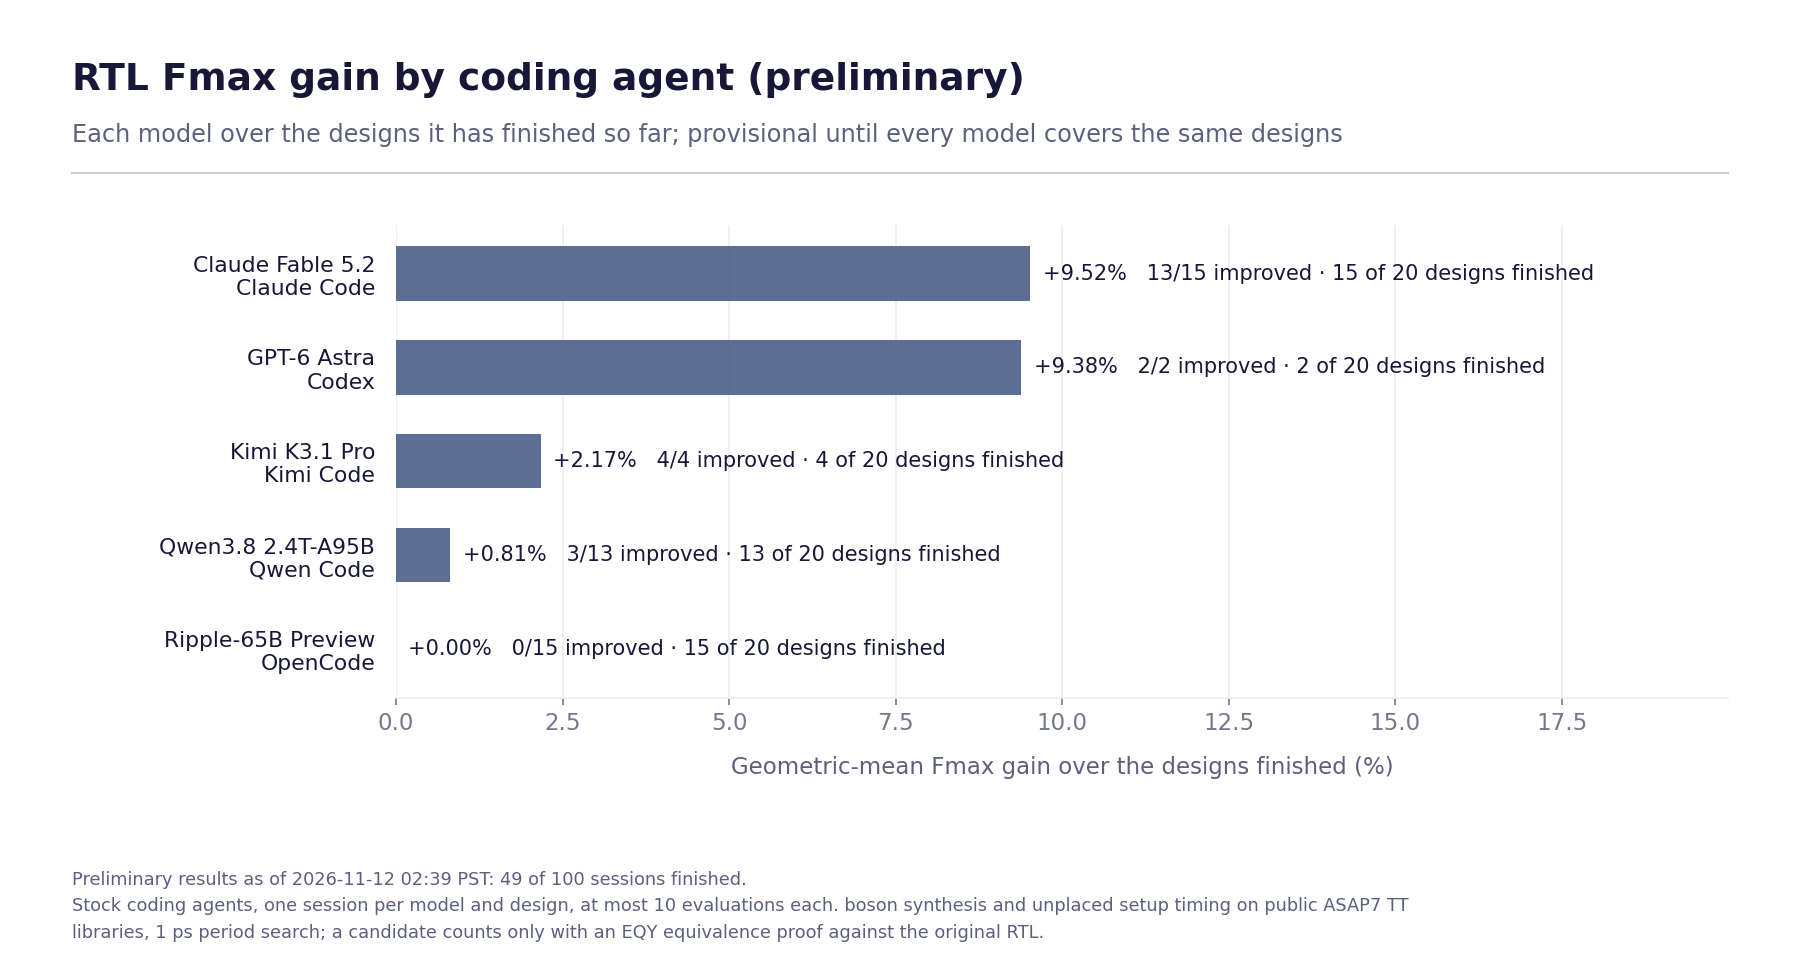 RTL Fmax gain by coding agent (preliminary)
Each model over the designs it has finished so far; provisional until every model covers the same designs
Claude Fable 5.2
Claude Code
+9.52% 13/15 improved · 15 of 20 designs finished
GPT-6 Astra
Codex
+9.38% 2/2 improved · 2 of 20 designs finished
Kimi K3.1 Pro
Kimi Code
+2.17% 4/4 improved · 4 of 20 designs finished
Qwen3.8 2.4T-A95B
Qwen Code
+0.81% 3/13 improved · 13 of 20 designs finished
Ripple-65B Preview
OpenCode
+0.00% 0/15 improved · 15 of 20 designs finished
0.0 2.5 5.0 7.5 10.0 12.5 15.0 17.5
Geometric-mean Fmax gain over the designs finished (%)
Preliminary results as of 2026-11-12 02:39 PST: 49 of 100 sessions finished.
Stock coding agents, one session per model and design, at most 10 evaluations each. boson synthesis and unplaced setup timing on public ASAP7 TT
libraries, 1 ps period search; a candidate counts only with an EQY equivalence proof against the original RTL.